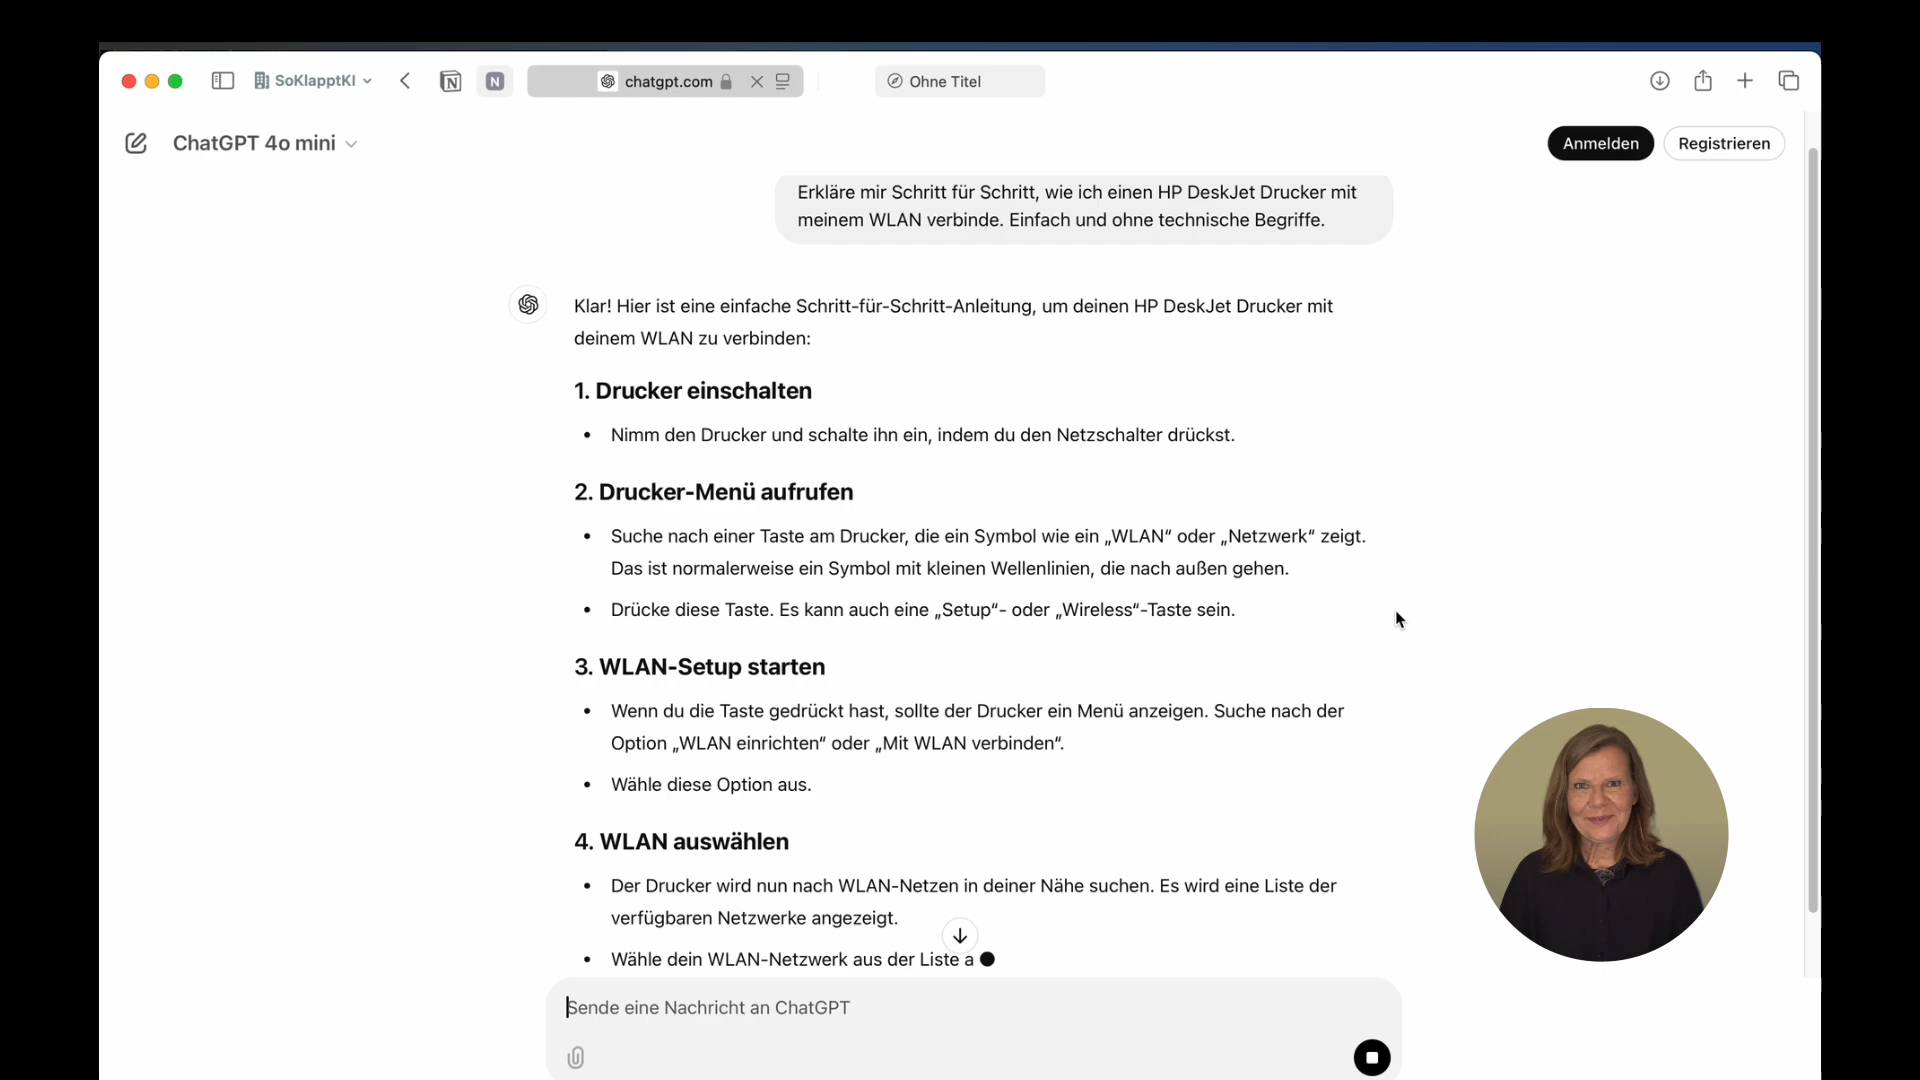 SoKlapptKI
N
N
chatgpt.com
Ohne Titel
ChatGPT 4o mini
Anmelden
Registrieren
Erkläre mir Schritt für Schritt, wie ich einen HP DeskJet Drucker mit
meinem WLAN verbinde. Einfach und ohne technische Begriffe.
Klar! Hier ist eine einfache Schritt-für-Schritt-Anleitung, um deinen HP DeskJet Drucker mit
deinem WLAN zu verbinden:
1. Drucker einschalten
• Nimm den Drucker und schalte ihn ein, indem du den Netzschalter drückst.
2. Drucker-Menü aufrufen
• Suche nach einer Taste am Drucker, die ein Symbol wie ein „WLAN“ oder „Netzwerk“ zeigt.
Das ist normalerweise ein Symbol mit kleinen Wellenlinien, die nach außen gehen.
• Drücke diese Taste. Es kann auch eine „Setup“- oder „Wireless“-Taste sein.
3. WLAN-Setup starten
• Wenn du die Taste gedrückt hast, sollte der Drucker ein Menü anzeigen. Suche nach der
Option „WLAN einrichten“ oder „Mit WLAN verbinden“.
• Wähle diese Option aus.
4. WLAN auswählen
• Der Drucker wird nun nach WLAN-Netzen in deiner Nähe suchen. Es wird eine Liste der
verfügbaren Netzwerke angezeigt.
• Wähle dein WLAN-Netzwerk aus der Liste a
Sende eine Nachricht an ChatGPT